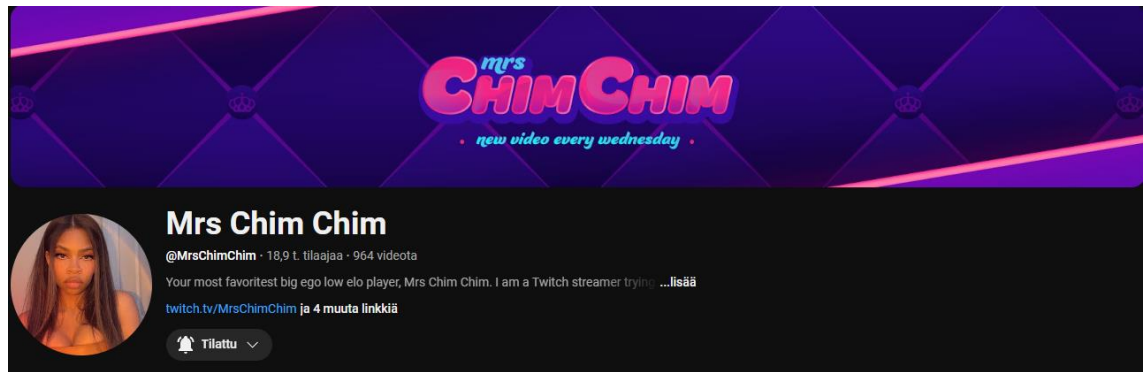 mrs
CHIM CHIM
• new video every wednesday •
Mrs Chim Chim
@MrsChimChim · 18,9 t. tilaajaa · 964 videota
Your most favoritest big ego low elo player, Mrs Chim Chim. I am a Twitch streamer trying ...lisää
twitch.tv/MrsChimChim ja 4 muuta linkkiä
Tilattu